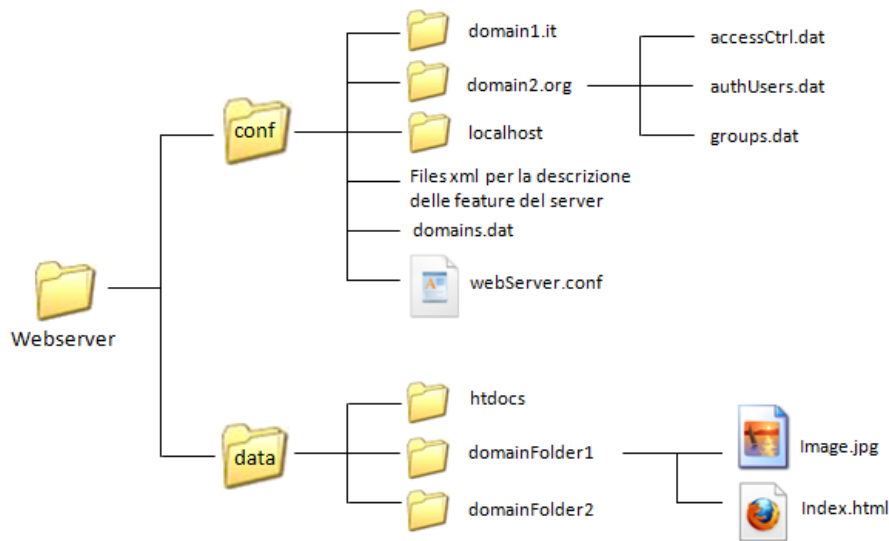 domain1.it
accessCtrl.dat
domain2.org
authUsers.dat
conf
localhost
groups.dat
Files xml per la descrizione
delle feature del server
domains.dat
webServer.conf
Webserver
htdocs
data
domainFolder1
Image.jpg
domainFolder2
Index.html